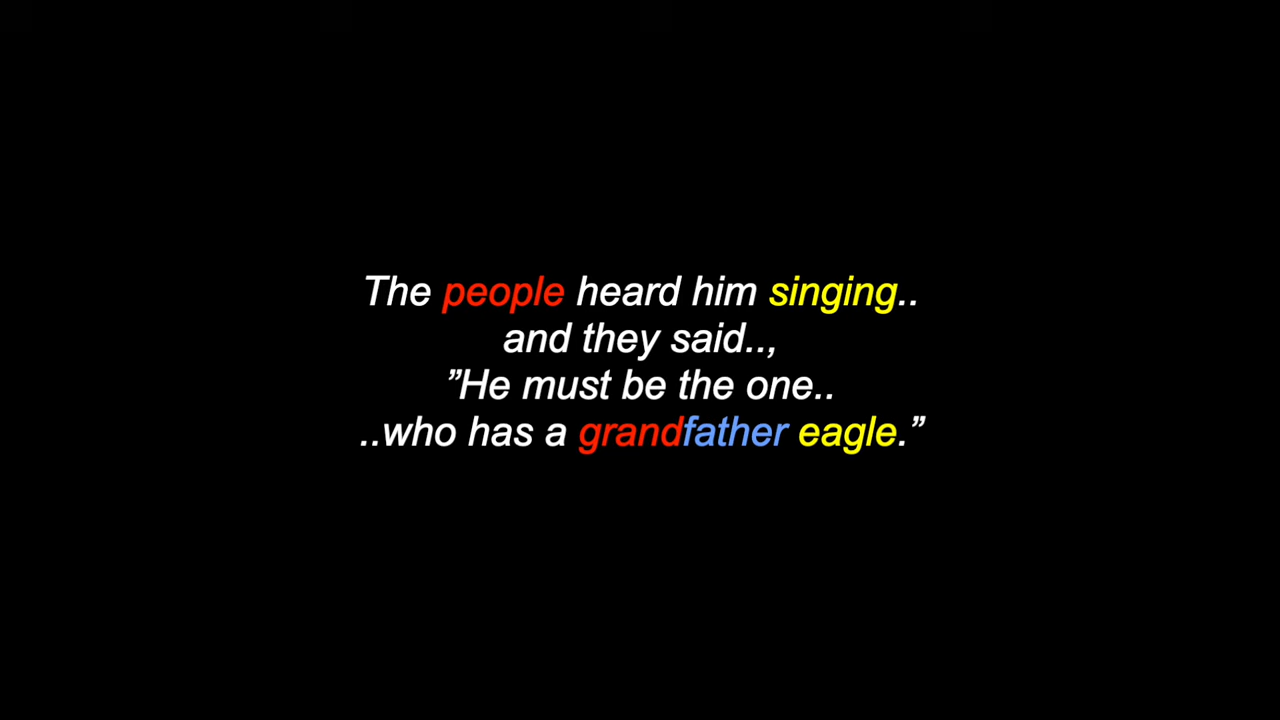 The people heard him singing..
and they said..,
”He must be the one..
..who has a grandfather eagle.”